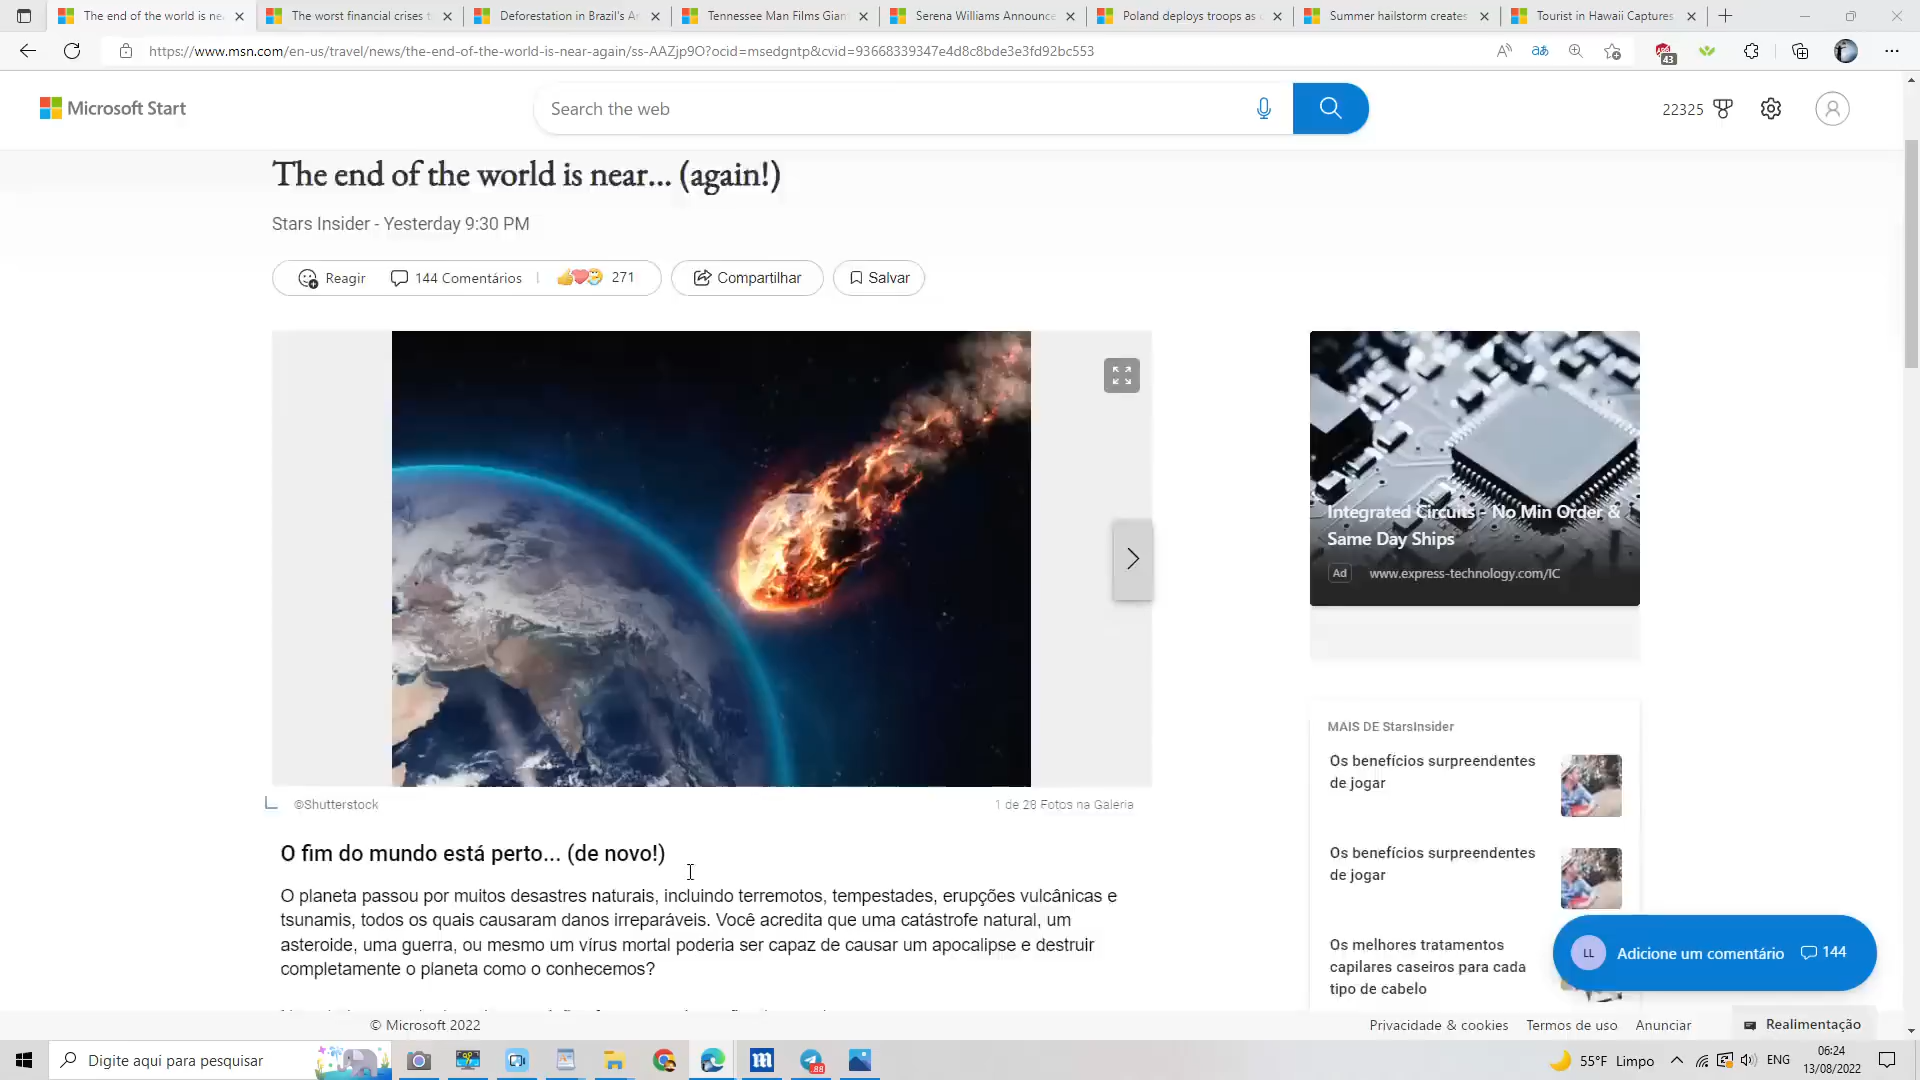 The end of the world is ne
The worst financial crises t
Deforestation in Brazil's A
Tennessee Man Films Gian
Serena Williams Announce
Poland deploys troops as
Summer hailstorm creates
Tourist in Hawaii Captures
https://www.msn.com/en-us/travel/news/the-end-of-the-world-is-near-again/ss-AAZjp9O?ocid=msedgntp&cvid=93668339347e4d8c8bde3e3fd92bc553
43
Microsoft Start
Search the web
22325
The end of the world is near... (again!)
Stars Insider - Yesterday 9:30 PM
Reagir
144 Comentários
271
Compartilhar
Salvar
Integrated Circuits - No Min Order &
Same Day Ships
Ad www.express-technology.com/IC
©Shutterstock
1 de 28 Fotos na Galeria
O fim do mundo está perto... (de novo!)
O planeta passou por muitos desastres naturais, incluindo terremotos, tempestades, erupções vulcânicas e
tsunamis, todos os quais causaram danos irreparáveis. Você acredita que uma catástrofe natural, um
asteroide, uma guerra, ou mesmo um vírus mortal poderia ser capaz de causar um apocalipse e destruir
completamente o planeta como o conhecemos?
MAIS DE StarsInsider
Os benefícios surpreendentes
de jogar
Os benefícios surpreendentes
de jogar
Os melhores tratamentos
capilares caseiros para cada
tipo de cabelo
LL Adicione um comentário 144
© Microsoft 2022
Privacidade & cookies
Termos de uso
Anunciar
Realimentação
Digite aqui para pesquisar
88
55°F Limpo
ENG
06:24
13/08/2022